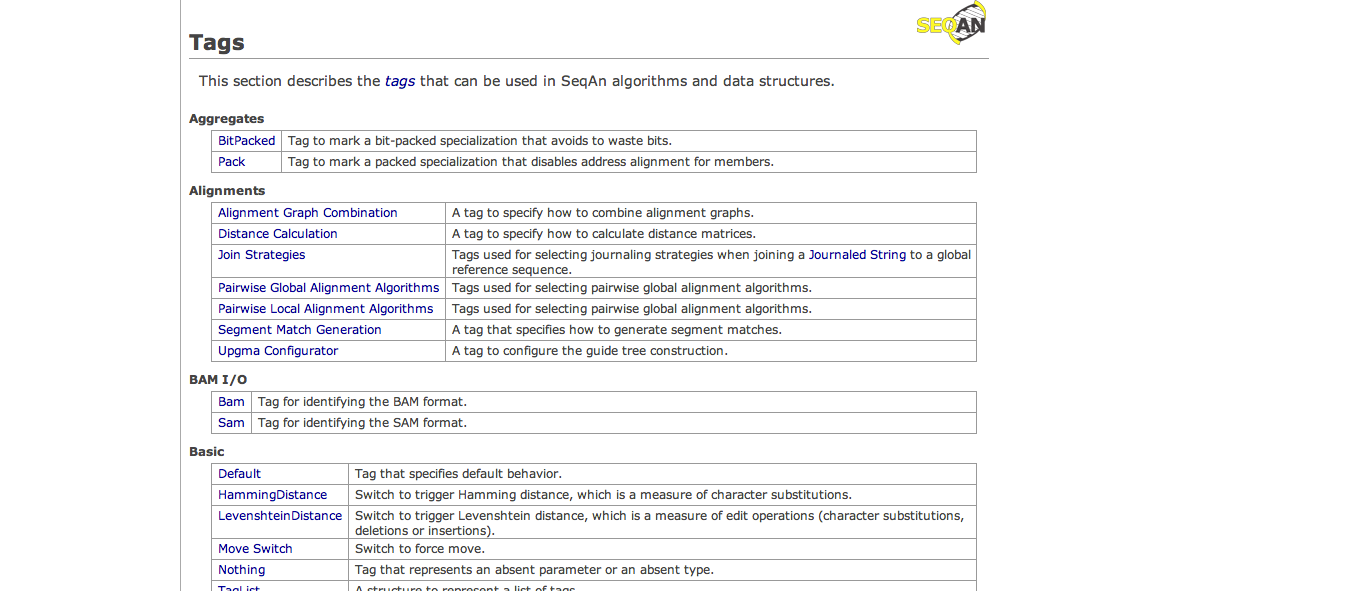 SEQAN
Tags
This section describes the tags that can be used in SeqAn algorithms and data structures.
Aggregates
BitPacked Tag to mark a bit-packed specialization that avoids to waste bits.
Pack Tag to mark a packed specialization that disables address alignment for members.
Alignments
Alignment Graph Combination A tag to specify how to combine alignment graphs.
Distance Calculation A tag to specify how to calculate distance matrices.
Join Strategies Tags used for selecting journaling strategies when joining a Journaled String to a global
reference sequence.
Pairwise Global Alignment Algorithms Tags used for selecting pairwise global alignment algorithms.
Pairwise Local Alignment Algorithms Tags used for selecting pairwise global alignment algorithms.
Segment Match Generation A tag that specifies how to generate segment matches.
Upgma Configurator A tag to configure the guide tree construction.
BAM I/O
Bam Tag for identifying the BAM format.
Sam Tag for identifying the SAM format.
Basic
Default Tag that specifies default behavior.
HammingDistance Switch to trigger Hamming distance, which is a measure of character substitutions.
LevenshteinDistance Switch to trigger Levenshtein distance, which is a measure of edit operations (character substitutions,
deletions or insertions).
Move Switch Switch to force move.
Nothing Tag that represents an absent parameter or an absent type.
TagList A structure to represent a list of tags.